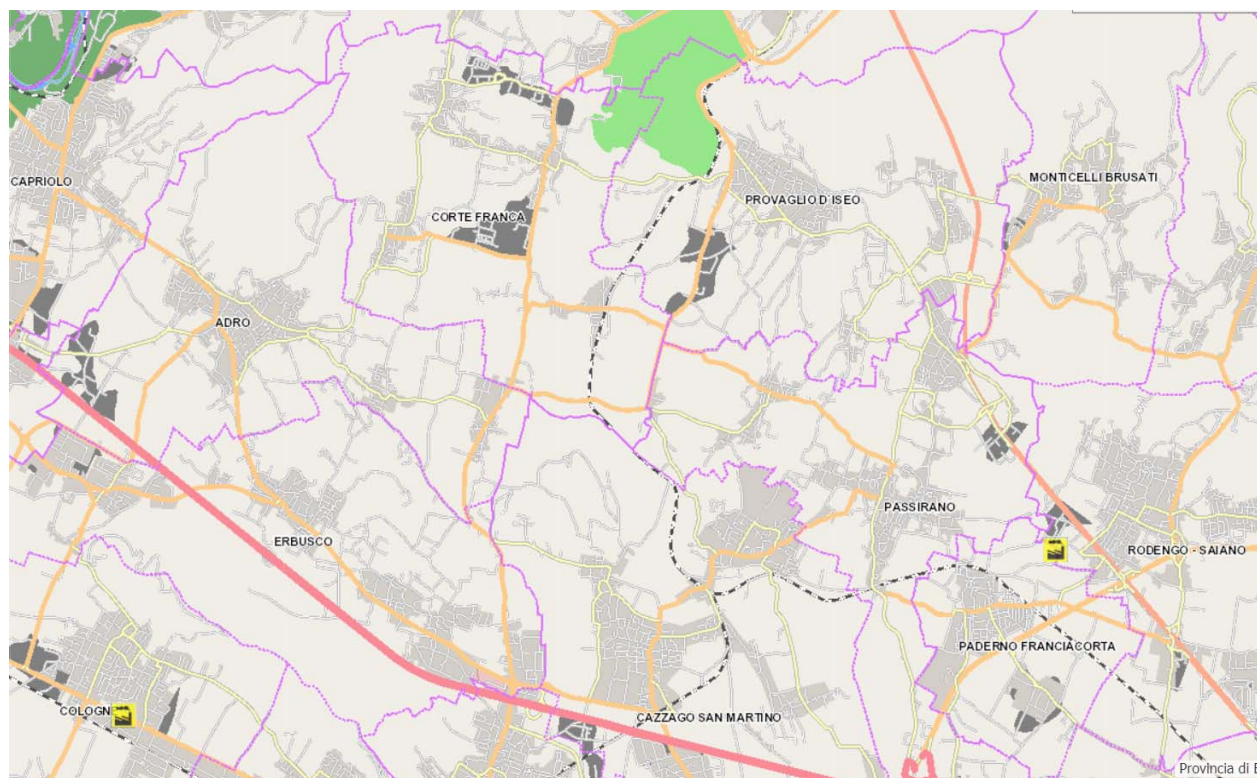 CAPRIOLO
MONTICELLI BRUSATI
PROVAGLIO D'ISEO
CORTE FRANCA
ADRO
PASSIRANO
ERBUSCO
RODENGO - SAIANO
PADERNO FRANCIACORTA
COLOGN
CAZZAGO SAN MARTINO
Provincia di